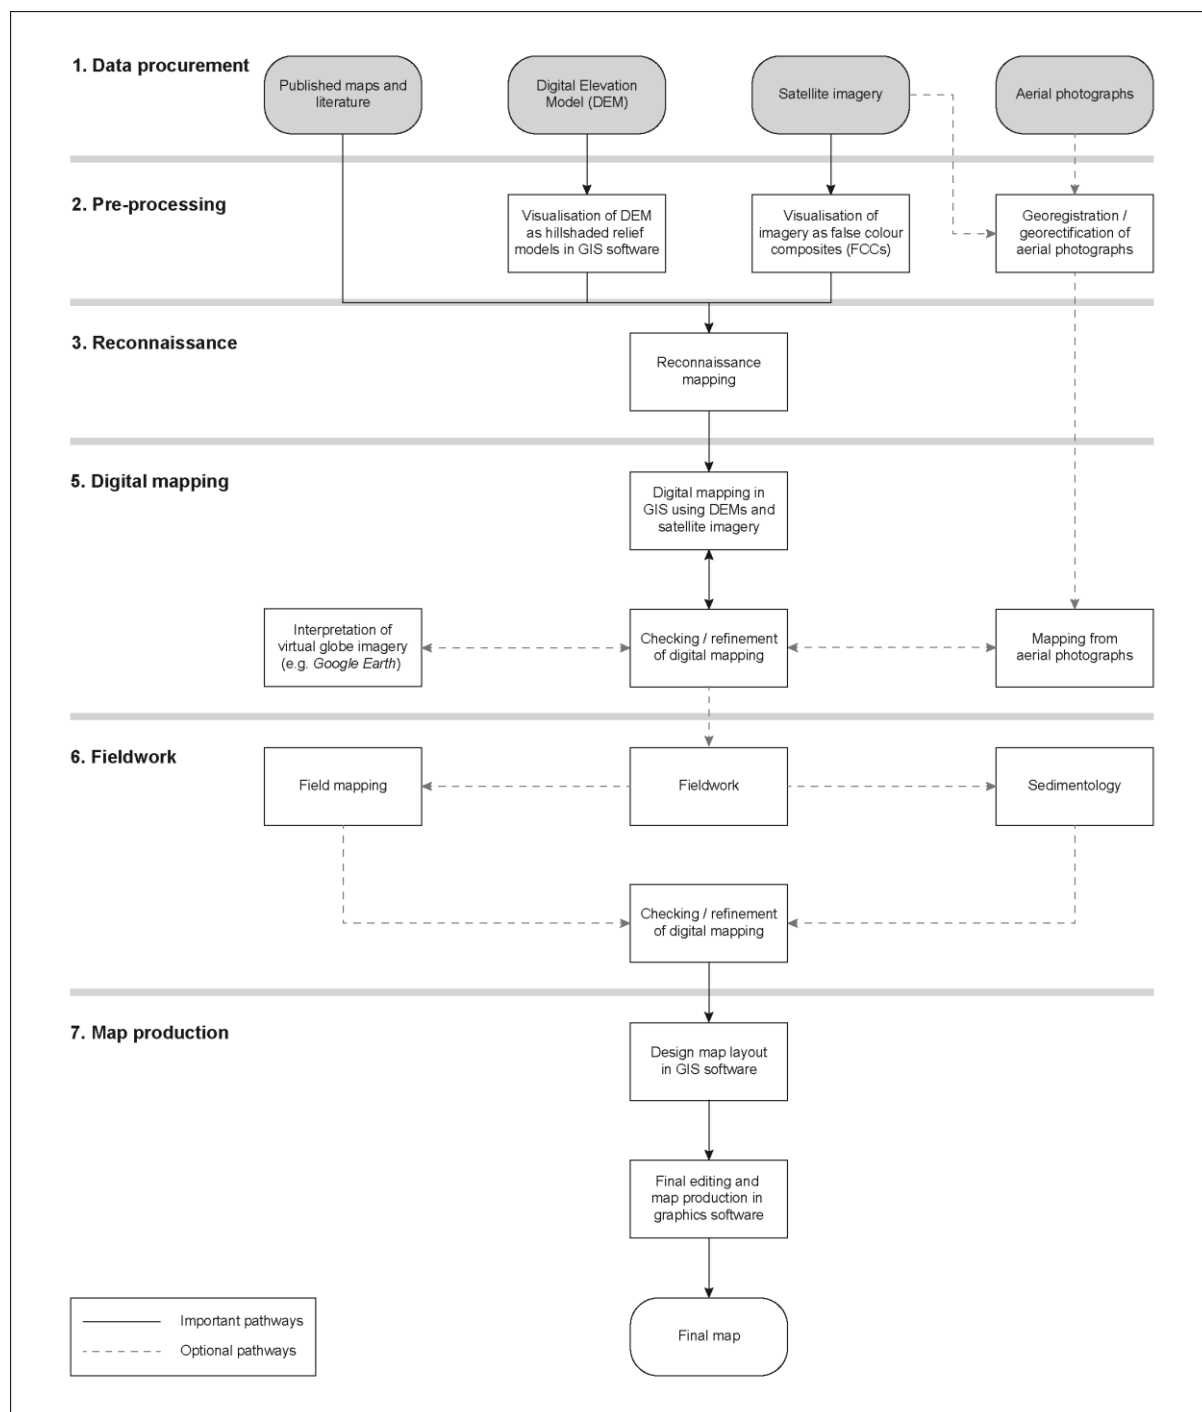 1. Data procurement
Published maps and
literature
Digital Elevation
Model (DEM)
Satellite imagery
Aerial photographs
2. Pre-processing
Visualisation of DEM
as hillshaded relief
models in GIS software
Visualisation of
imagery as false colour
composites (FCCs)
Georegistration /
georectification of
aerial photographs
3. Reconnaissance
Reconnaissance
mapping
5. Digital mapping
Digital mapping in
GIS using DEMs and
satellite imagery
Interpretation of
virtual globe imagery
(e.g. Google Earth)
Checking / refinement
of digital mapping
Mapping from
aerial photographs
6. Fieldwork
Field mapping
Fieldwork
Sedimentology
Checking / refinement
of digital mapping
7. Map production
Design map layout
in GIS software
Final editing and
map production in
graphics software
Final map
Important pathways
Optional pathways